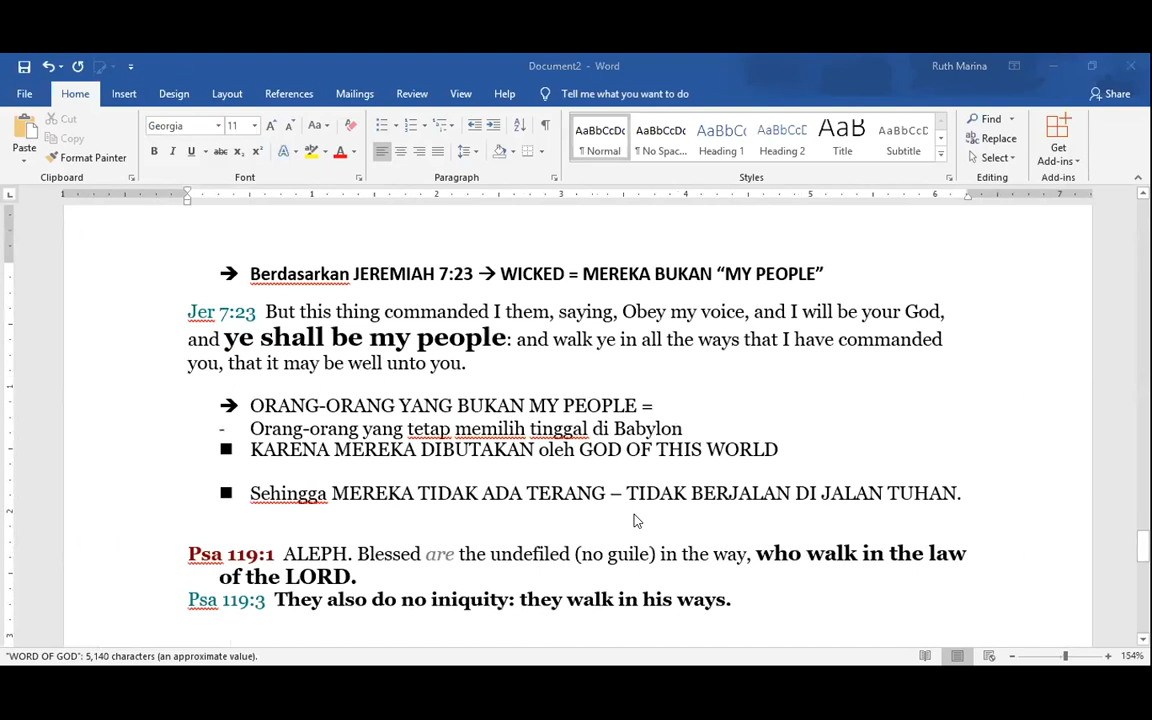 Document2 - Word
Ruth Marina
File Home Insert Design Layout References Mailings Review View Help Tell me what you want to do Share
Paste
Cut
Copy
Format Painter
Clipboard
Georgia 11
Font
Paragraph
AaBbCcDc AaBbCcDc AaBbCc AaBbCcD AaB AaBbCcD
¶ Normal ¶ No Spac... Heading 1 Heading 2 Title Subtitle
Styles
Find
Replace
Select
Editing
Get Add-ins
Add-ins
1 1 2 3 4 5 6 7
➔ Berdasarkan JEREMIAH 7:23 → WICKED = MEREKA BUKAN “MY PEOPLE”
Jer 7:23 But this thing commanded I them, saying, Obey my voice, and I will be your God,
and ye shall be my people: and walk ye in all the ways that I have commanded
you, that it may be well unto you.
➔ ORANG-ORANG YANG BUKAN MY PEOPLE =
- Orang-orang yang tetap memilih tinggal di Babylon
■ KARENA MEREKA DIBUTAKAN oleh GOD OF THIS WORLD
■ Sehingga MEREKA TIDAK ADA TERANG – TIDAK BERJALAN DI JALAN TUHAN.
Psa 119:1 ALEPH. Blessed are the undefiled (no guile) in the way, who walk in the law
of the LORD.
Psa 119:3 They also do no iniquity: they walk in his ways.
"WORD OF GOD": 5,140 characters (an approximate value).
154%